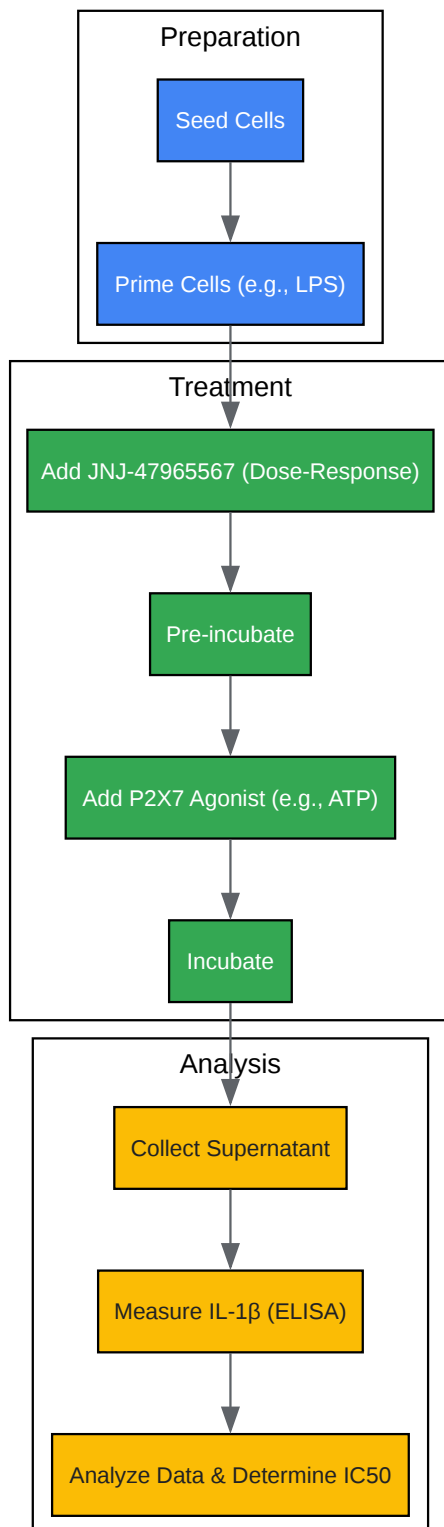 Preparation
Seed Cells
Prime Cells (e.g., LPS)
Treatment
Add JNJ-47965567 (Dose-Response)
Pre-incubate
Add P2X7 Agonist (e.g., ATP)
Incubate
Analysis
Collect Supernatant
Measure IL-1β (ELISA)
Analyze Data & Determine IC50